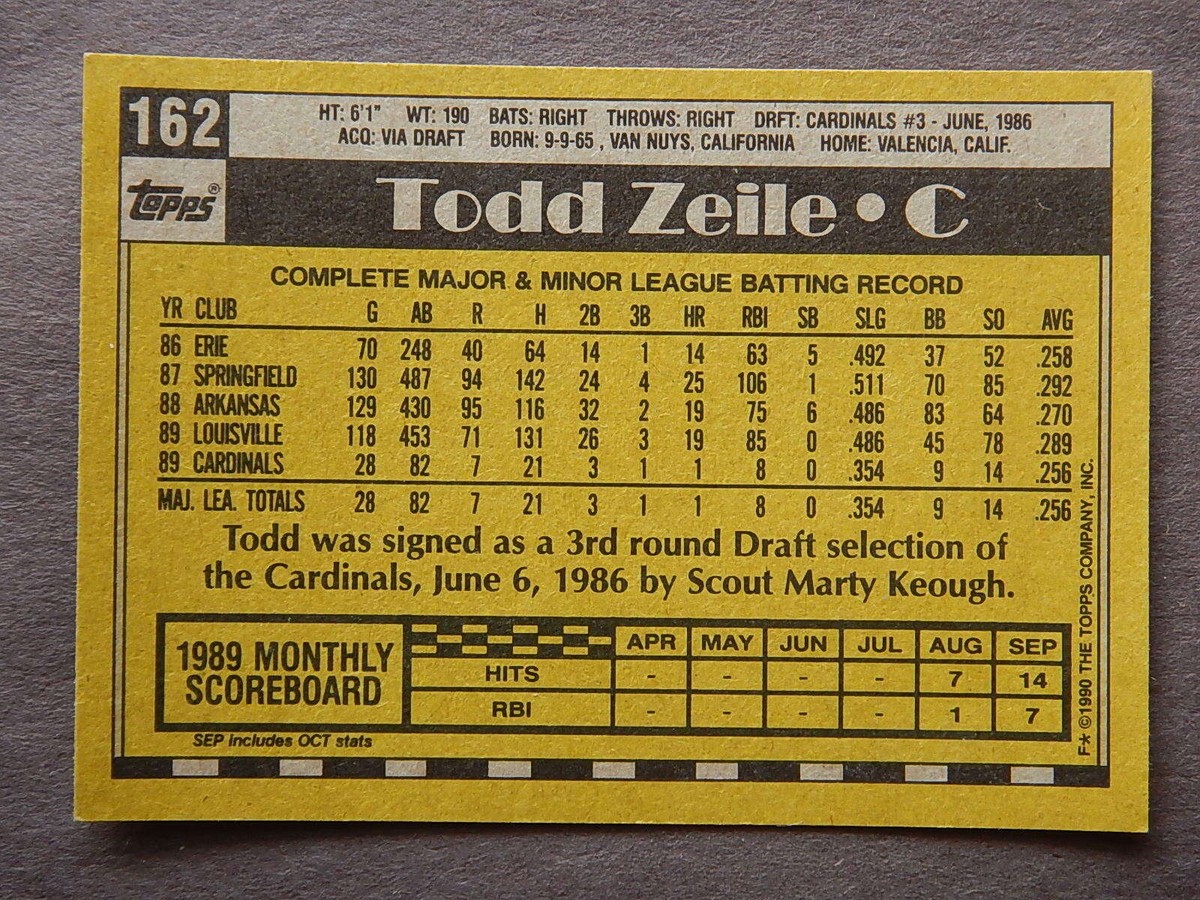 162
HT: 6'1" WT: 190 BATS: RIGHT THROWS: RIGHT DRFT: CARDINALS #3 - JUNE, 1986
ACQ: VIA DRAFT BORN: 9-9-65 , VAN NUYS, CALIFORNIA HOME: VALENCIA, CALIF.
topps®
Todd Zeile • C
COMPLETE MAJOR & MINOR LEAGUE BATTING RECORD
YR CLUB G AB R H 2B 3B HR RBI SB SLG BB SO AVG
86 ERIE 70 248 40 64 14 1 14 63 5 .492 37 52 .258
87 SPRINGFIELD 130 487 94 142 24 4 25 106 1 .511 70 85 .292
88 ARKANSAS 129 430 95 116 32 2 19 75 6 .486 83 64 .270
89 LOUISVILLE 118 453 71 131 26 3 19 85 0 .486 45 78 .289
89 CARDINALS 28 82 7 21 3 1 1 8 0 .354 9 14 .256
MAJ. LEA. TOTALS 28 82 7 21 3 1 1 8 0 .354 9 14 .256
Todd was signed as a 3rd round Draft selection of
the Cardinals, June 6, 1986 by Scout Marty Keough.
1989 MONTHLY
SCOREBOARD
APR MAY JUN JUL AUG SEP
HITS - - - - 7 14
RBI - - - - 1 7
SEP includes OCT stats
F* ©1990 THE TOPPS COMPANY, INC.